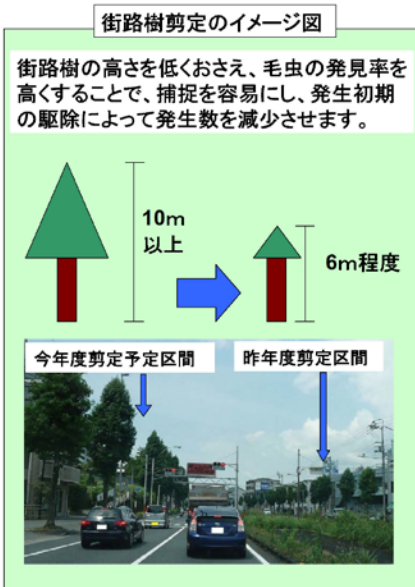 街路樹剪定のイメージ図
街路樹の高さを低くおさえ、毛虫の発見率を
高くすることで、捕捉を容易にし、発生初期
の駆除によって発生数を減少させます。
10m
以上
6m程度
今年度剪定予定区間
昨年度剪定区間